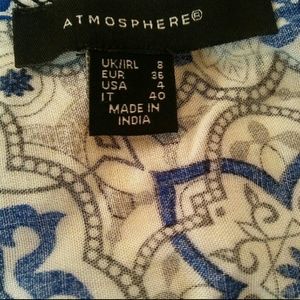 ATMOSPHERE®
UK/IRL 8
EUR 36
USA 4
IT 40
MADE IN
INDIA